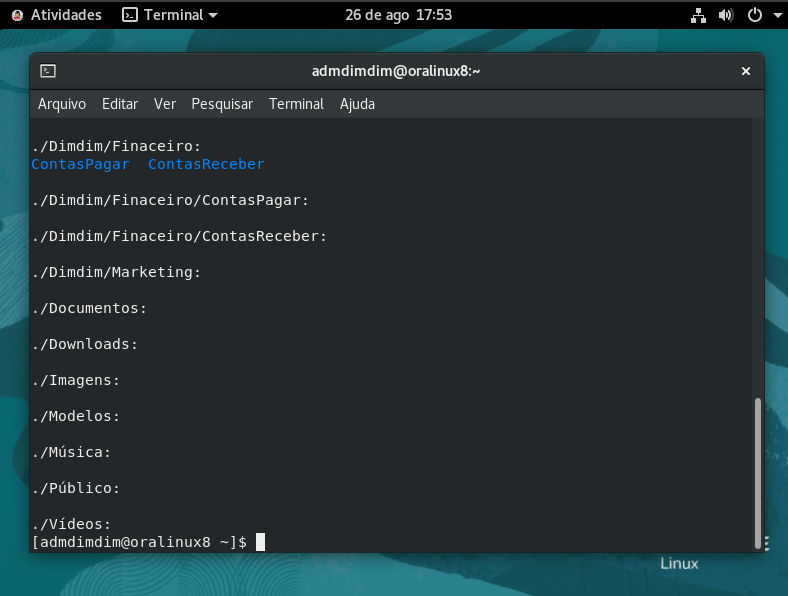 Atividades Terminal 26 de ago 17:53
admdimdim@oralinux8:~
Arquivo Editar Ver Pesquisar Terminal Ajuda
./Dimdim/Finaceiro:
ContasPagar ContasReceber
./Dimdim/Finaceiro/ContasPagar:
./Dimdim/Finaceiro/ContasReceber:
./Dimdim/Marketing:
./Documentos:
./Downloads:
./Imagens:
./Modelos:
./Música:
./Público:
./Vídeos:
[admdimdim@oralinux8 ~]$
Linux